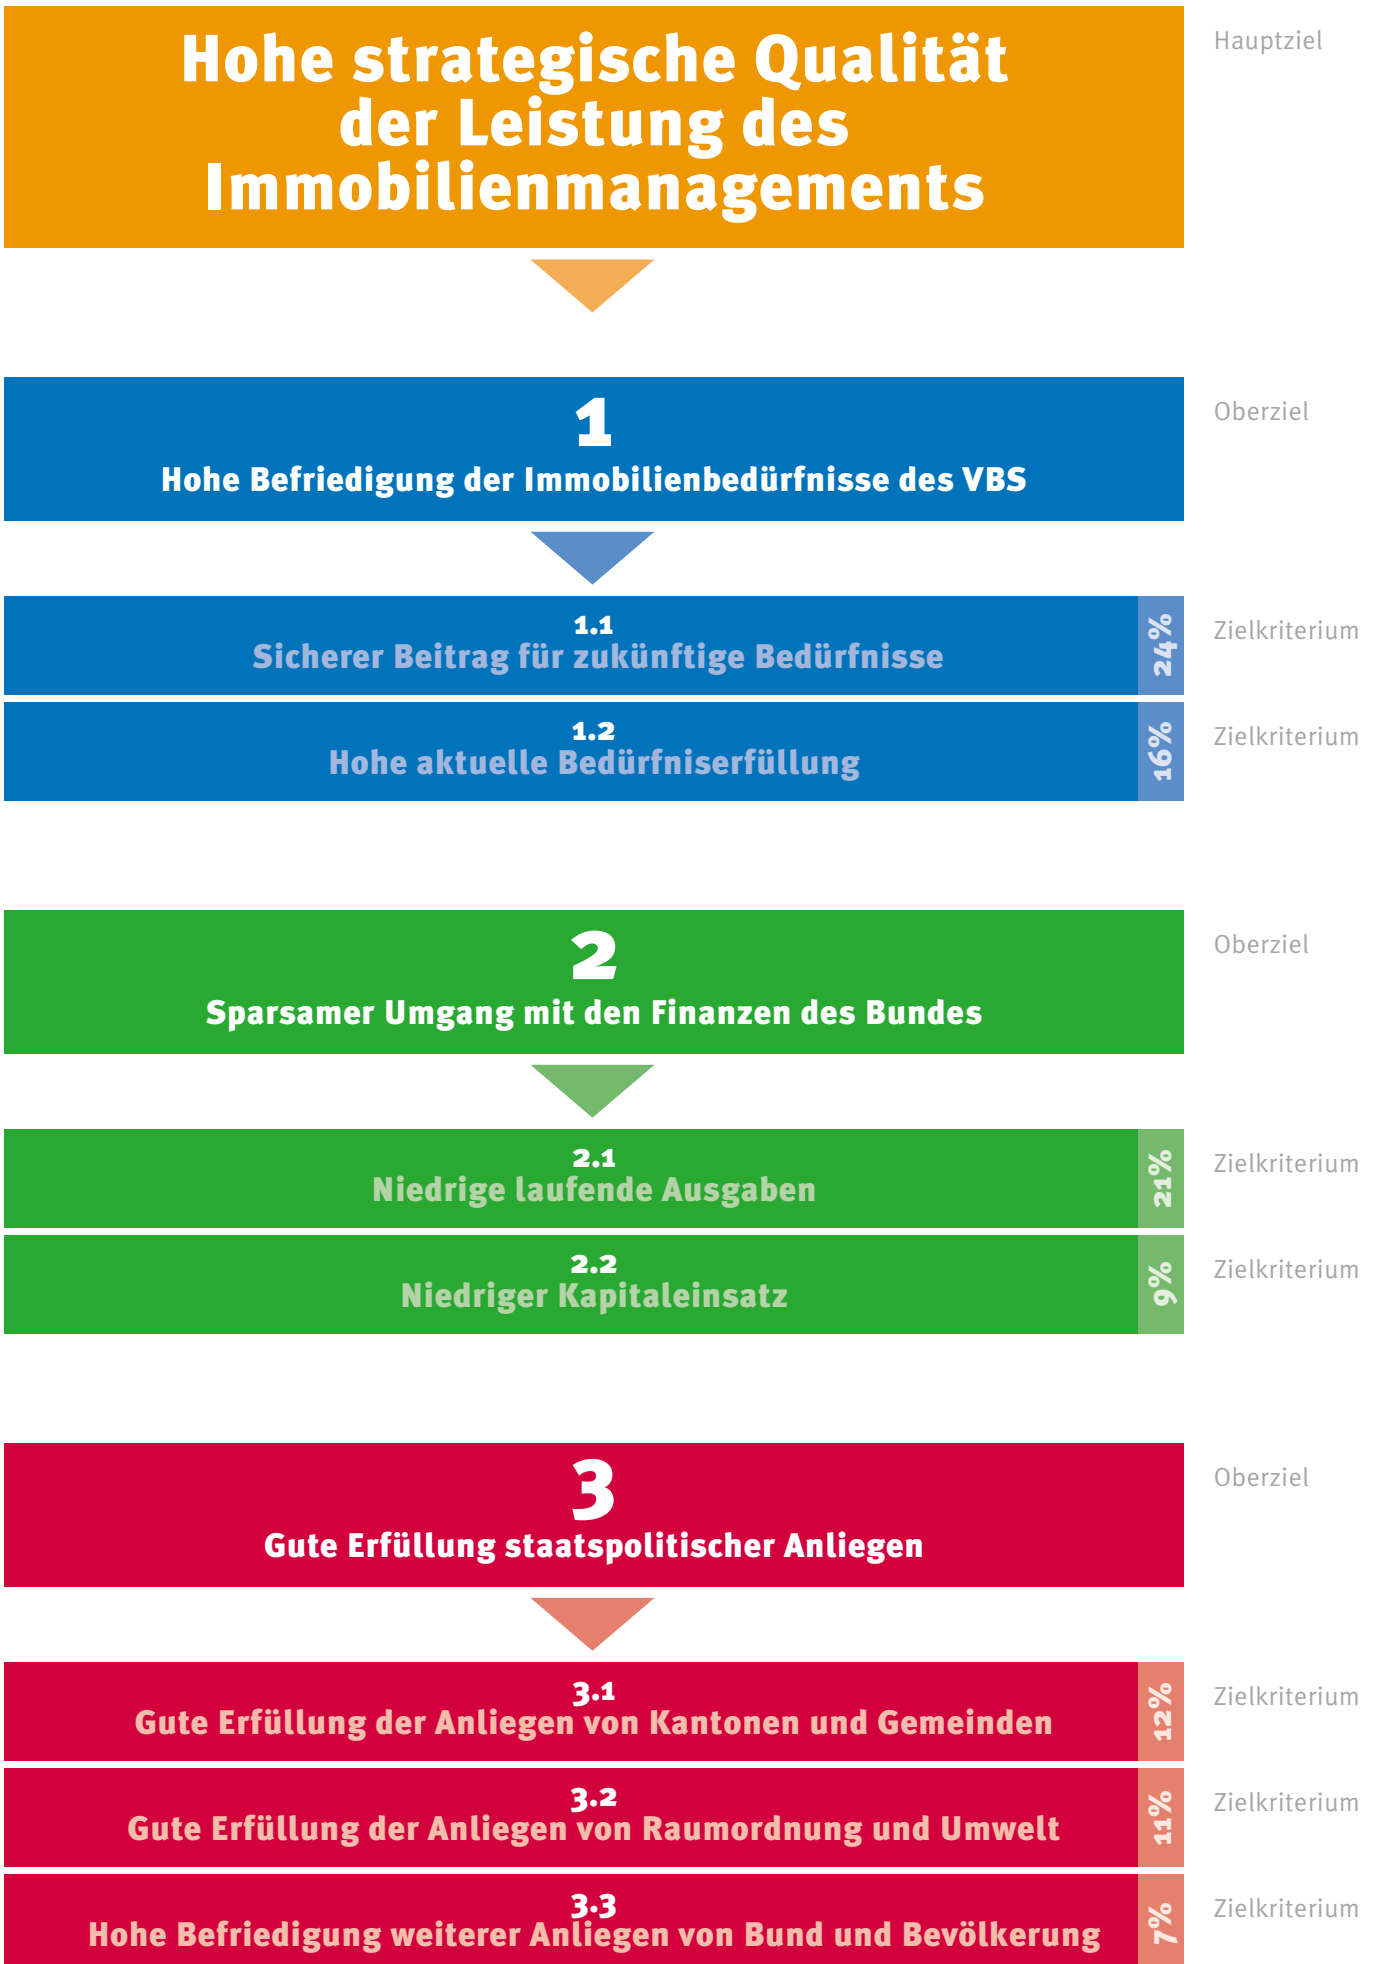 Hohe strategische Qualität
der Leistung des
Immobilienmanagements
Hauptziel
1
Hohe Befriedigung der Immobilienbedürfnisse des VBS
Oberziel
1.1
Sicherer Beitrag für zukünftige Bedürfnisse
24%
Zielkriterium
1.2
Hohe aktuelle Bedürfniserfüllung
16%
Zielkriterium
2
Sparsamer Umgang mit den Finanzen des Bundes
Oberziel
2.1
Niedrige laufende Ausgaben
21%
Zielkriterium
2.2
Niedriger Kapitaleinsatz
9%
Zielkriterium
3
Gute Erfüllung staatspolitischer Anliegen
Oberziel
3.1
Gute Erfüllung der Anliegen von Kantonen und Gemeinden
12%
Zielkriterium
3.2
Gute Erfüllung der Anliegen von Raumordnung und Umwelt
11%
Zielkriterium
3.3
Hohe Befriedigung weiterer Anliegen von Bund und Bevölkerung
7%
Zielkriterium